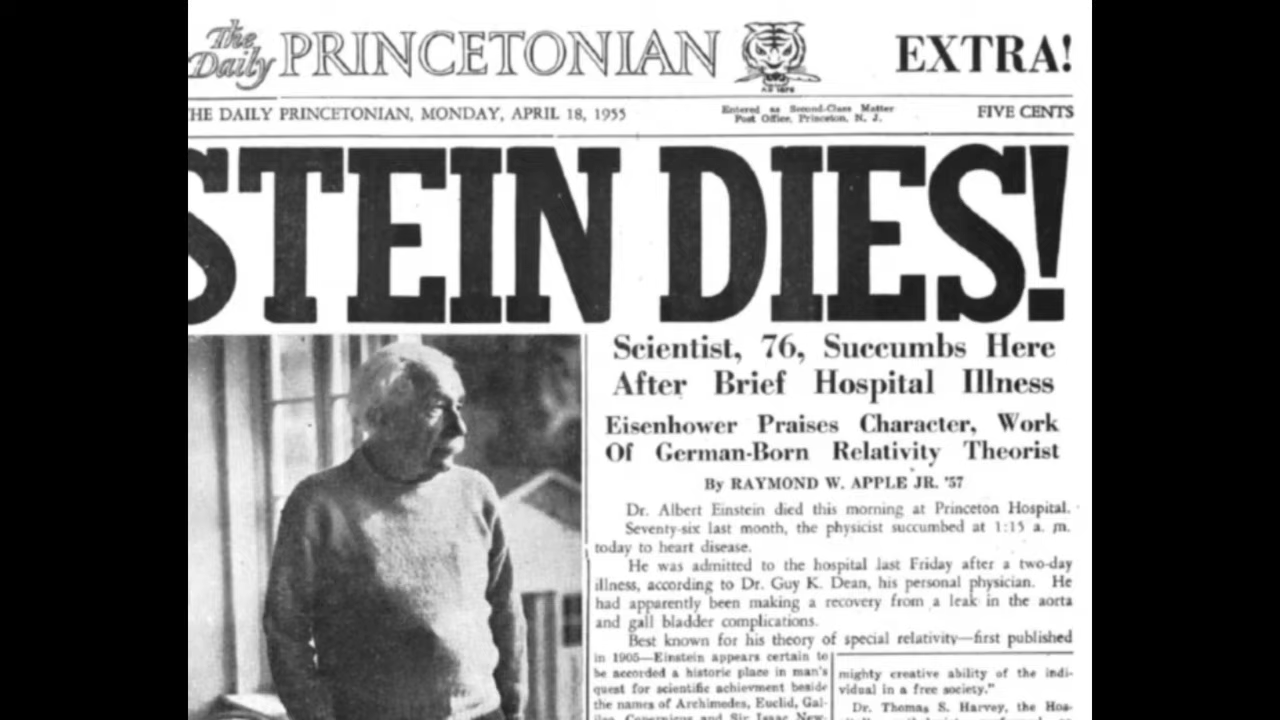 The Daily PRINCETONIAN
EXTRA!
THE DAILY PRINCETONIAN, MONDAY, APRIL 18, 1955
Entered as Second-Class Matter
Post Office, Princeton, N. J.
FIVE CENTS
STEIN DIES!
Scientist, 76, Succumbs Here
After Brief Hospital Illness
Eisenhower Praises Character, Work
Of German-Born Relativity Theorist
By RAYMOND W. APPLE JR. '57
Dr. Albert Einstein died this morning at Princeton Hospital.
Seventy-six last month, the physicist succumbed at 1:15 a. m.
today to heart disease.
He was admitted to the hospital last Friday after a two-day
illness, according to Dr. Guy K. Dean, his personal physician. He
had apparently been making a recovery from a leak in the aorta
and gall bladder complications.
Best known for his theory of special relativity—first published
in 1905—Einstein appears certain to
be accorded a historic place in man's
quest for scientific achievment beside
the names of Archimedes, Euclid, Gal-
Copernicus and Sir Isaac New-
mighty creative ability of the indi-
vidual in a free society."
Dr. Thomas S. Harvey, the Hos-